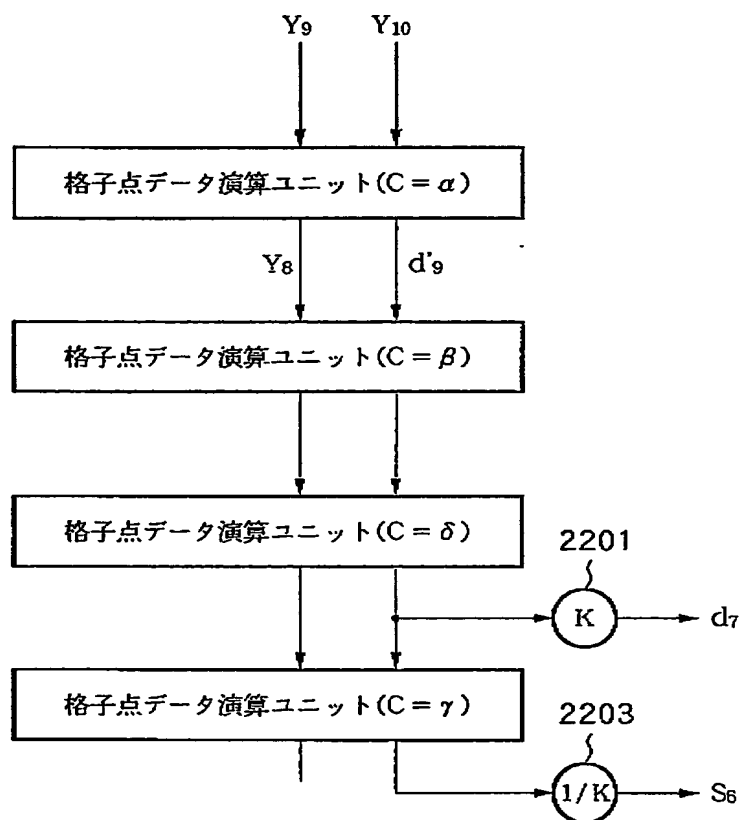 Y₉ Y₁₀
格子点データ演算ユニット(C = α)
Y₈ d'₉
格子点データ演算ユニット(C = β)
格子点データ演算ユニット(C = δ)
2201
K d₇
格子点データ演算ユニット(C = γ)
2203
1/K S₆